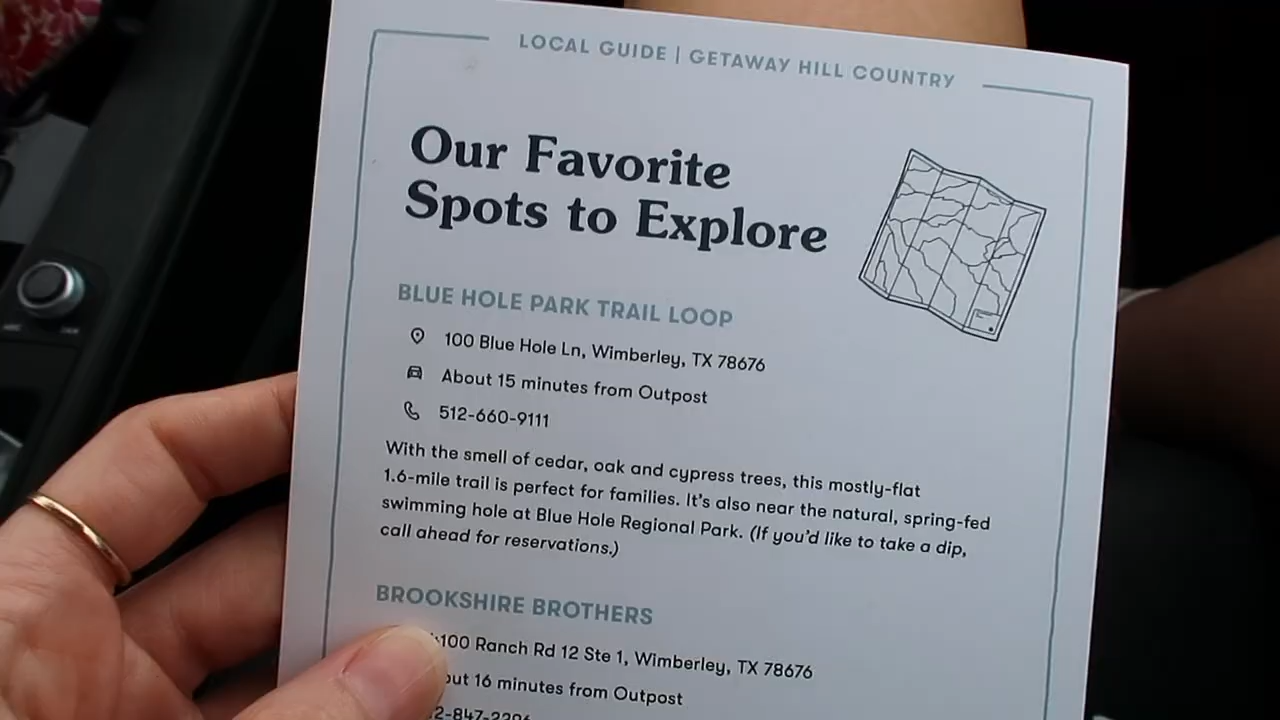 LOCAL GUIDE | GETAWAY HILL COUNTRY
Our Favorite
Spots to Explore
BLUE HOLE PARK TRAIL LOOP
100 Blue Hole Ln, Wimberley, TX 78676
About 15 minutes from Outpost
512-660-9111
With the smell of cedar, oak and cypress trees, this mostly-flat
1.6-mile trail is perfect for families. It's also near the natural, spring-fed
swimming hole at Blue Hole Regional Park. (If you'd like to take a dip,
call ahead for reservations.)
BROOKSHIRE BROTHERS
Ranch Rd 12 Ste 1, Wimberley, TX 78676
16 minutes from Outpost